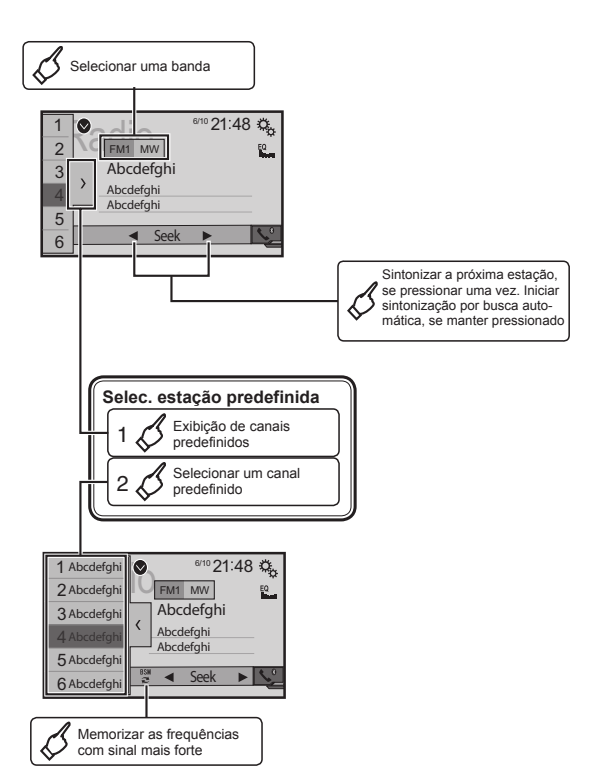 Selecionar uma banda
1
2
3
4
5
6
Radio
6/10 21:48
FM1 MW
EQ
Abcdefghi
Abcdefghi
Abcdefghi
Seek
Sintonizar a próxima estação,
se pressionar uma vez. Iniciar
sintonização por busca auto-
mática, se manter pressionado
Selec. estação predefinida
1 Exibição de canais
predefinidos
2 Selecionar um canal
predefinido
1 Abcdefghi
2 Abcdefghi
3 Abcdefghi
4 Abcdefghi
5 Abcdefghi
6 Abcdefghi
io
6/10 21:48
FM1 MW
EQ
Abcdefghi
Abcdefghi
Abcdefghi
BSM
Seek
Memorizar as frequências
com sinal mais forte